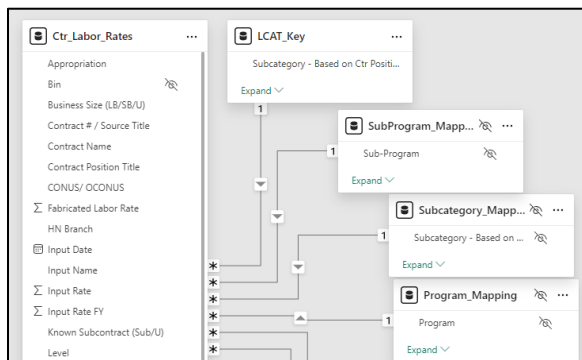 Ctr_Labor_Rates
Appropriation
Bin
Business Size (LB/SB/U)
Contract # / Source Title
Contract Name
Contract Position Title
CONUS/ OCONUS
Fabricated Labor Rate
HN Branch
Input Date
Input Name
Input Rate
Input Rate FY
Known Subcontract (Sub/U)
Level
LCAT_Key
Subcategory - Based on Ctr Positi...
Expand
1
SubProgram_Mapp...
Sub-Program
Expand
1
Subcategory_Mapp...
Subcategory - Based on ...
Expand
1
Program_Mapping
Program
Expand
1
*
*
*
*
*
*